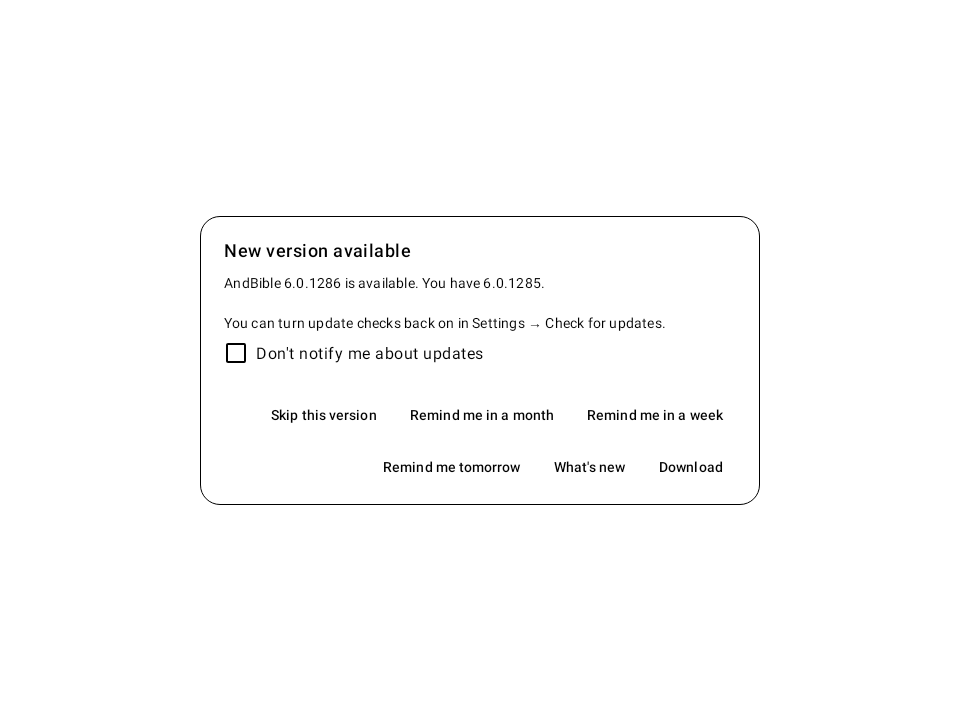 New version available
AndBible 6.0.1286 is available. You have 6.0.1285.
You can turn update checks back on in Settings → Check for updates.
Don't notify me about updates
Skip this version Remind me in a month Remind me in a week
Remind me tomorrow What's new Download